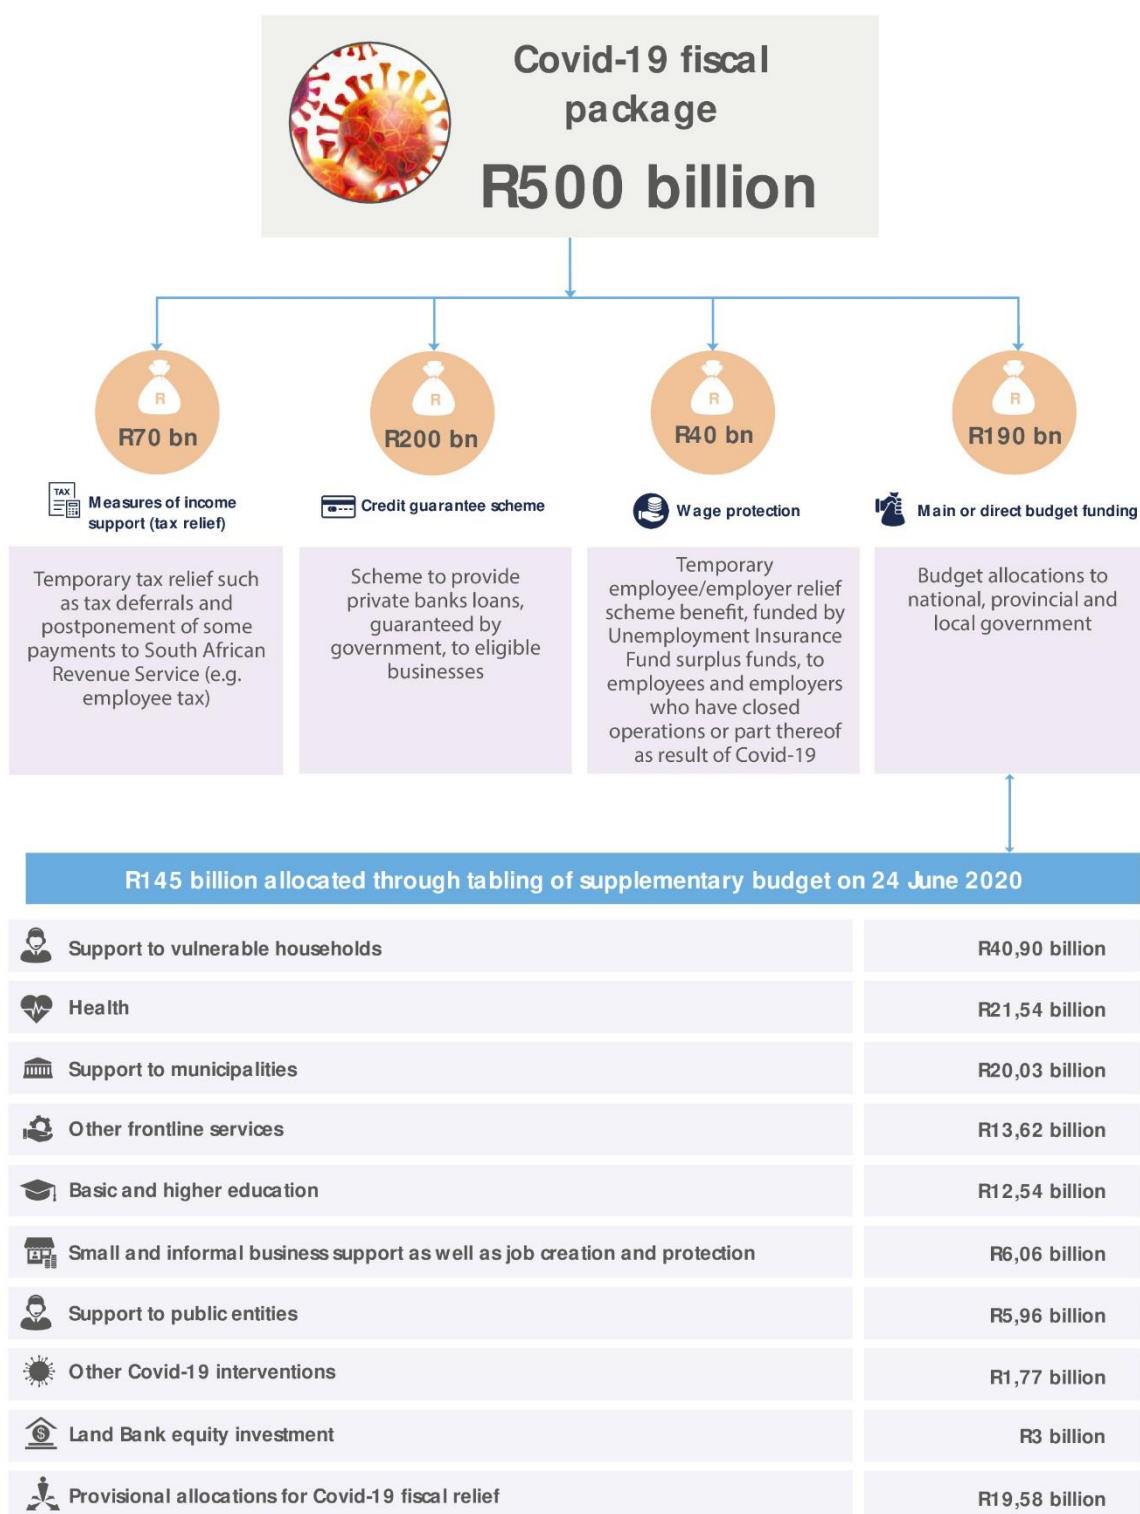 Covid-19 fiscal
package
R500 billion
R
R70 bn
R
R200 bn
R
R40 bn
R
R190 bn
TAX
Measures of income
support (tax relief)
Credit guarantee scheme
Wage protection
Main or direct budget funding
Temporary tax relief such
as tax deferrals and
postponement of some
payments to South African
Revenue Service (e.g.
employee tax)
Scheme to provide
private banks loans,
guaranteed by
government, to eligible
businesses
Temporary
employee/employer relief
scheme benefit, funded by
Unemployment Insurance
Fund surplus funds, to
employees and employers
who have closed
operations or part thereof
as result of Covid-19
Budget allocations to
national, provincial and
local government
R145 billion allocated through tabling of supplementary budget on 24 June 2020
Support to vulnerable households R40,90 billion
Health R21,54 billion
Support to municipalities R20,03 billion
Other frontline services R13,62 billion
Basic and higher education R12,54 billion
Small and informal business support as well as job creation and protection R6,06 billion
Support to public entities R5,96 billion
Other Covid-19 interventions R1,77 billion
$
Land Bank equity investment R3 billion
Provisional allocations for Covid-19 fiscal relief R19,58 billion